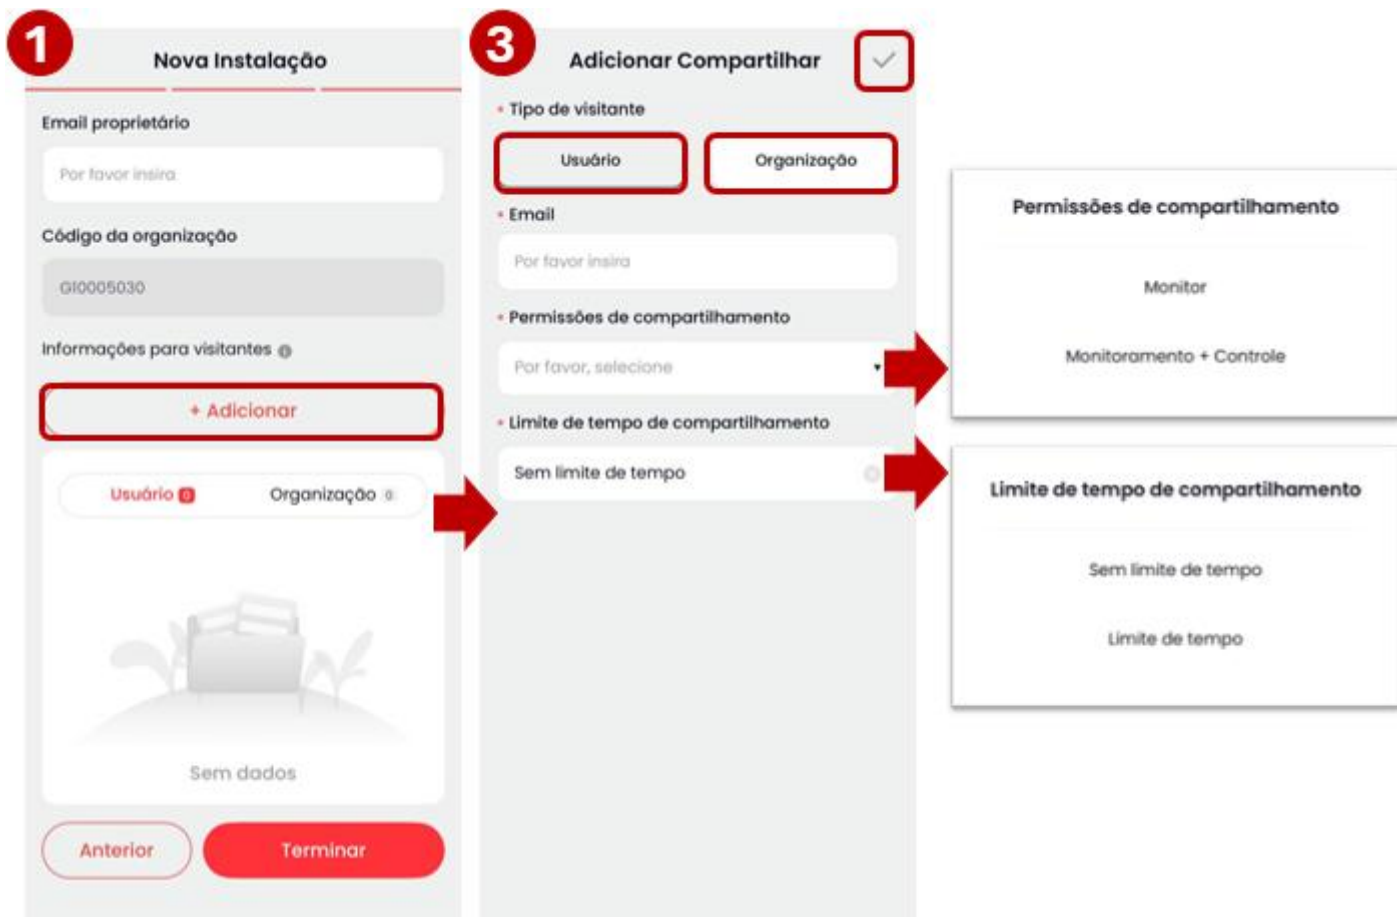 1
Nova Instalação
Email proprietário
Por favor insira
Código da organização
GI0005030
Informações para visitantes
+ Adicionar
Usuário 0 Organização 0
Sem dados
Anterior Terminar
3
Adicionar Compartilhar
* Tipo de visitante
Usuário Organização
* Email
Por favor insira
* Permissões de compartilhamento
Por favor, selecione
* Limite de tempo de compartilhamento
Sem limite de tempo
Permissões de compartilhamento
Monitor
Monitoramento + Controle
Limite de tempo de compartilhamento
Sem limite de tempo
Limite de tempo